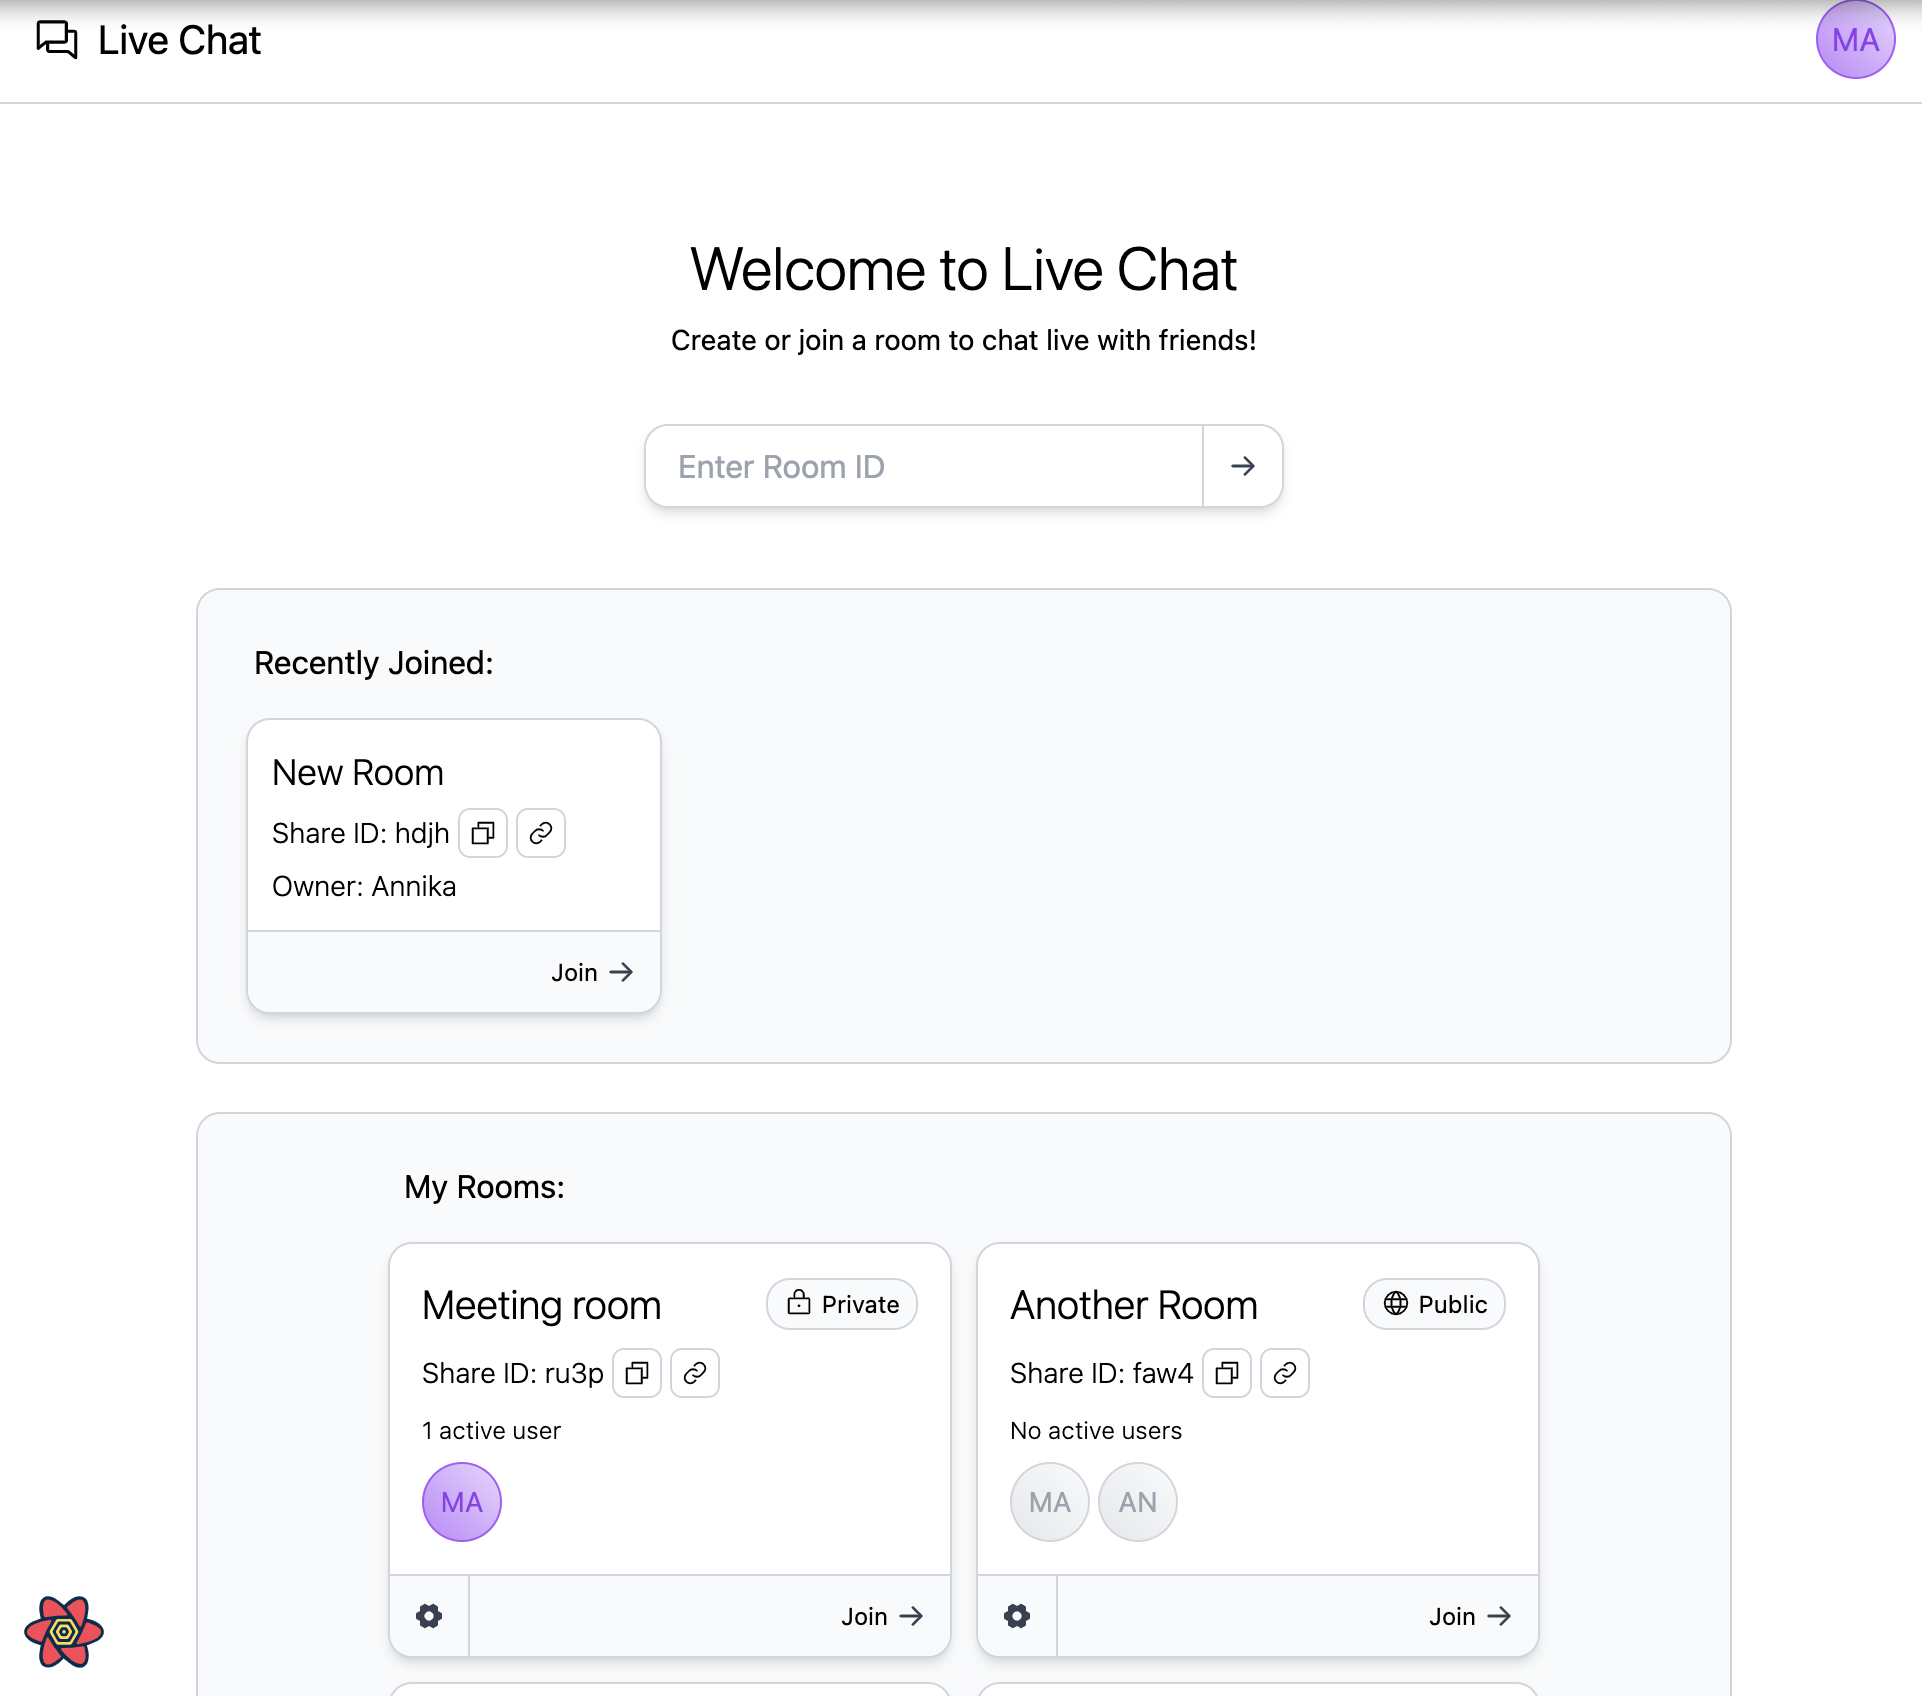 Live Chat
MA
Welcome to Live Chat
Create or join a room to chat live with friends!
Enter Room ID
Recently Joined:
New Room
Share ID: hdjh
Owner: Annika
Join
My Rooms:
Meeting room
Private
Share ID: ru3p
1 active user
MA
Join
Another Room
Public
Share ID: faw4
No active users
MA AN
Join